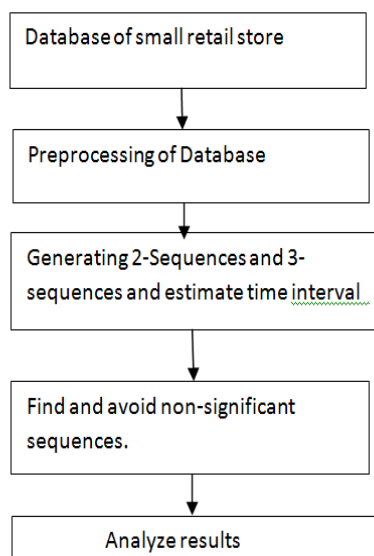 Database of small retail store
Preprocessing of Database
Generating 2-Sequences and 3-
sequences and estimate time interval
Find and avoid non-significant
sequences.
Analyze results